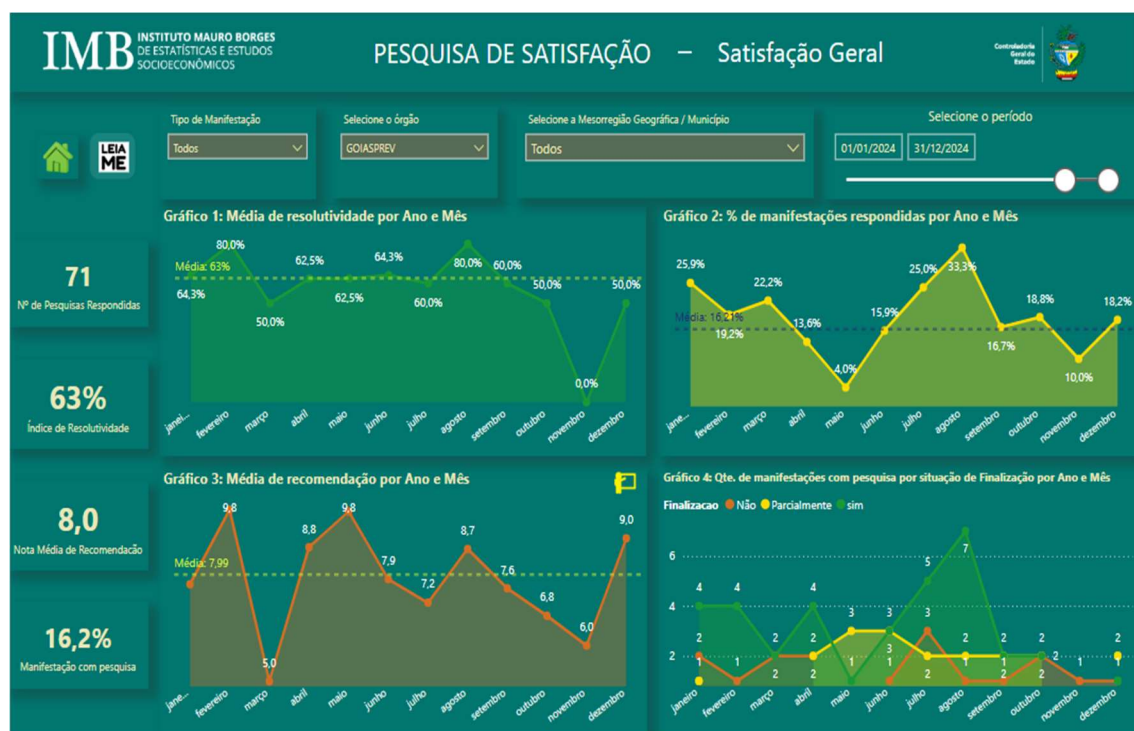 IMB INSTITUTO MAURO BORGES
DE ESTATÍSTICAS E ESTUDOS
SOCIOECONÔMICOS
PESQUISA DE SATISFAÇÃO – Satisfação Geral
Controladoria
Geral do
Estado
Tipo de Manifestação
Todos
Selecione o órgão
GOIASPREV
Selecione a Mesorregião Geográfica / Município
Todos
Selecione o período
01/01/2024 31/12/2024
LEIA
ME
71
Nº de Pesquisas Respondidas
63%
Índice de Resolutividade
8,0
Nota Média de Recomendacão
16,2%
Manifestação com pesquisa
Gráfico 1: Média de resolutividade por Ano e Mês
Média: 63%
64,3% 80,0% 50,0% 62,5% 62,5% 64,3% 60,0% 80,0% 60,0% 50,0% 0,0% 50,0%
janei... fevereiro março abril maio junho julho agosto setembro outubro novembro dezembro
Gráfico 2: % de manifestações respondidas por Ano e Mês
Média: 16,21%
25,9% 19,2% 22,2% 13,6% 4,0% 15,9% 25,0% 33,3% 16,7% 18,8% 10,0% 18,2%
jane... fevereiro março abril maio junho julho agosto setembro outubro novembro dezembro
Gráfico 3: Média de recomendação por Ano e Mês
Média: 7,99
9,8 5,0 8,8 9,8 7,9 7,2 8,7 7,6 6,8 6,0 9,0
jane... fevereiro março abril maio junho julho agosto setembro outubro novembro dezembro
Gráfico 4: Qte. de manifestações com pesquisa por situação de Finalização por Ano e Mês
Finalizacao Não Parcialmente sim
6
4
2
4 4 4 5 7
2 2 2 3 3 3 2 2 2 2
1 1 1 3 1 1 2 1 1
2 2 1 2 2 2
janeiro fevereiro março abril maio junho julho agosto setembro outubro novembro dezembro